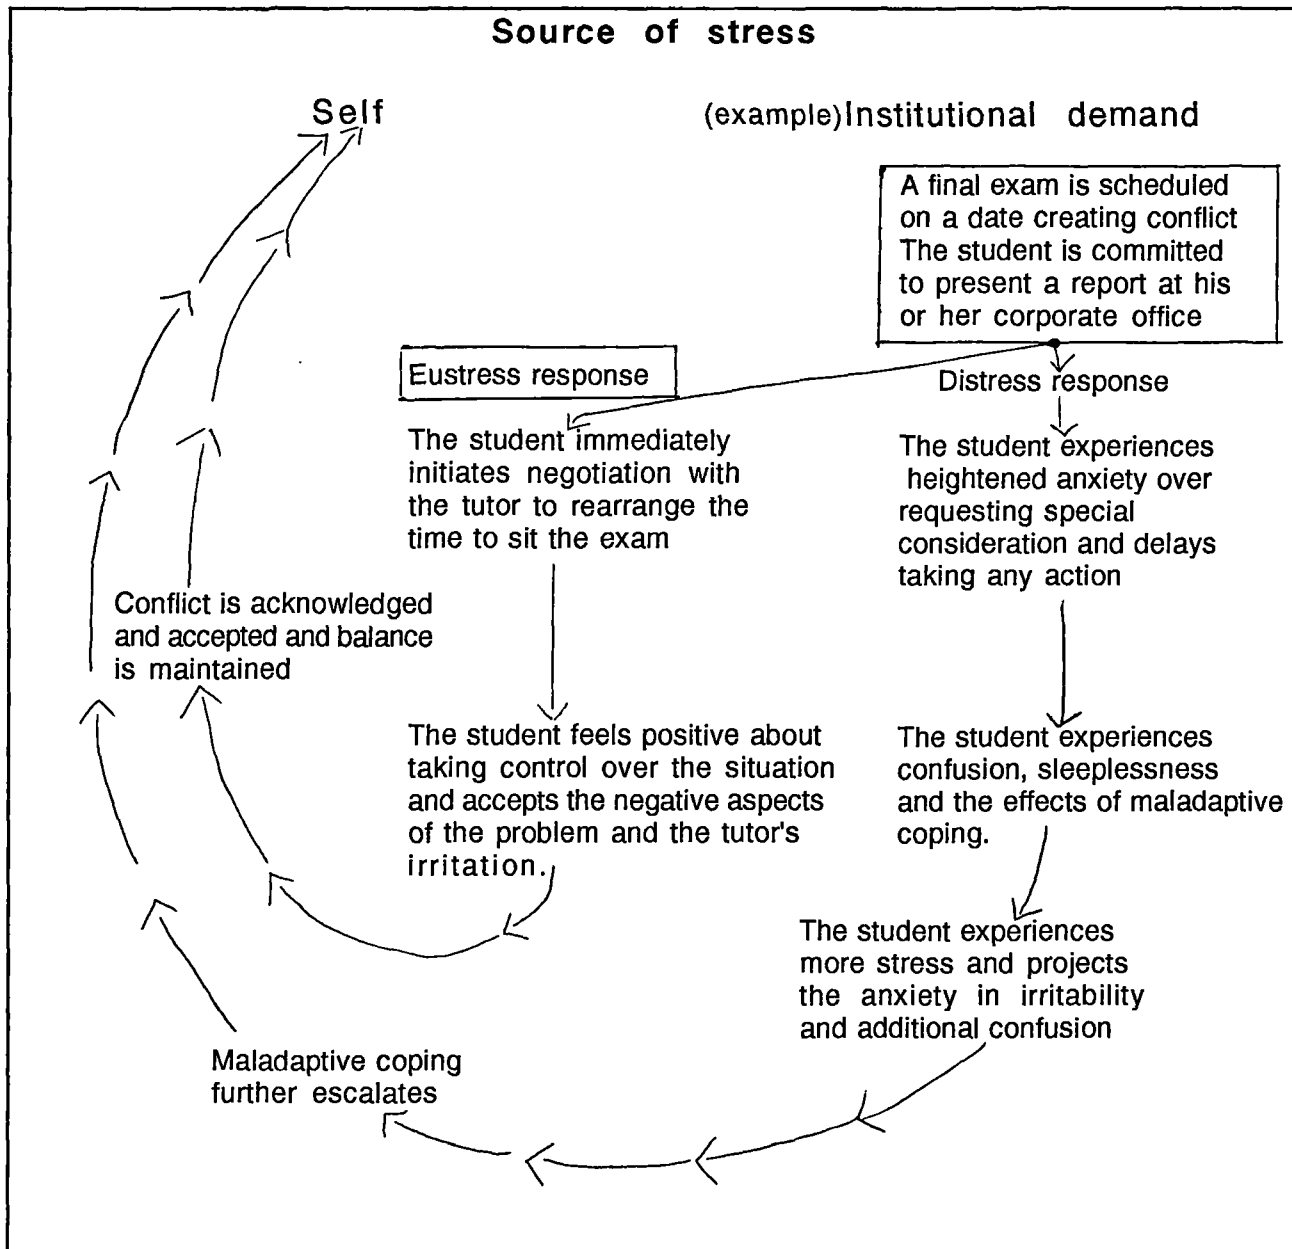 Source of stress
Self
(example)Institutional demand
A final exam is scheduled
on a date creating conflict
The student is committed
to present a report at his
or her corporate office
Eustress response
Distress response
The student immediately
initiates negotiation with
the tutor to rearrange the
time to sit the exam
The student experiences
heightened anxiety over
requesting special
consideration and delays
taking any action
Conflict is acknowledged
and accepted and balance
is maintained
The student feels positive about
taking control over the situation
and accepts the negative aspects
of the problem and the tutor's
irritation.
The student experiences
confusion, sleeplessness
and the effects of maladaptive
coping.
The student experiences
more stress and projects
the anxiety in irritability
and additional confusion
Maladaptive coping
further escalates